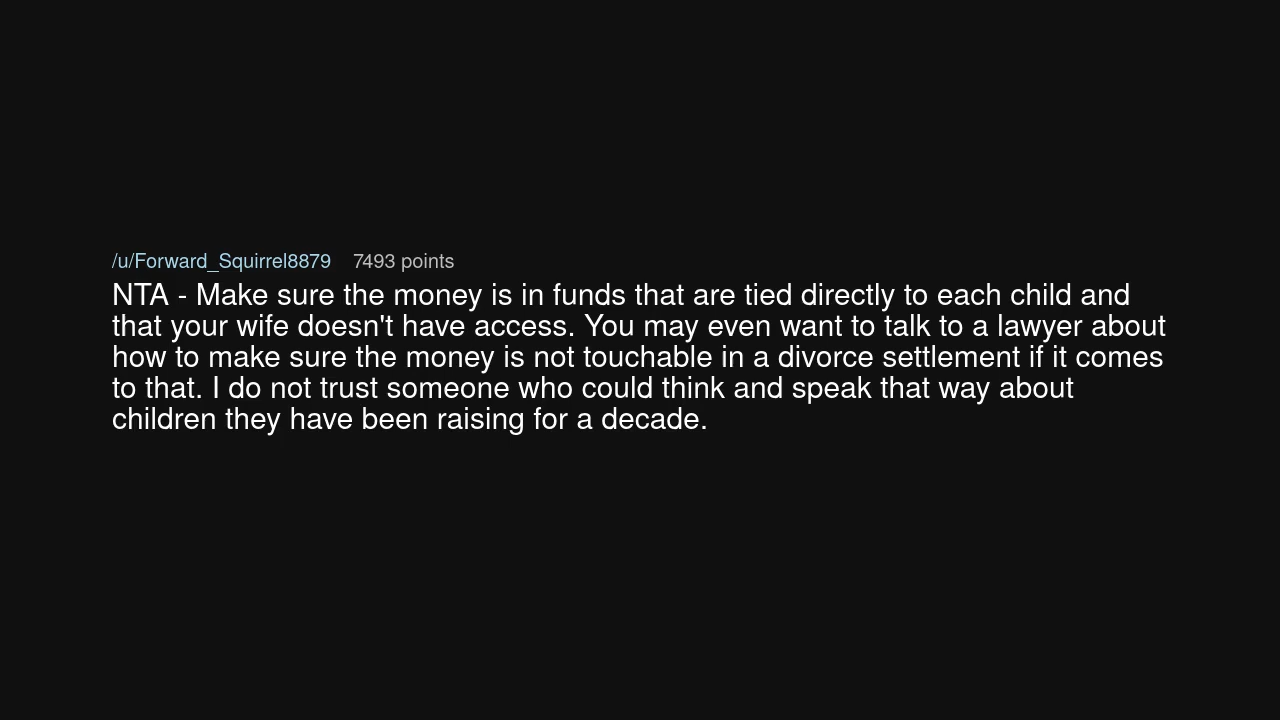 /u/Forward_Squirrel8879 7493 points
NTA - Make sure the money is in funds that are tied directly to each child and
that your wife doesn't have access. You may even want to talk to a lawyer about
how to make sure the money is not touchable in a divorce settlement if it comes
to that. I do not trust someone who could think and speak that way about
children they have been raising for a decade.